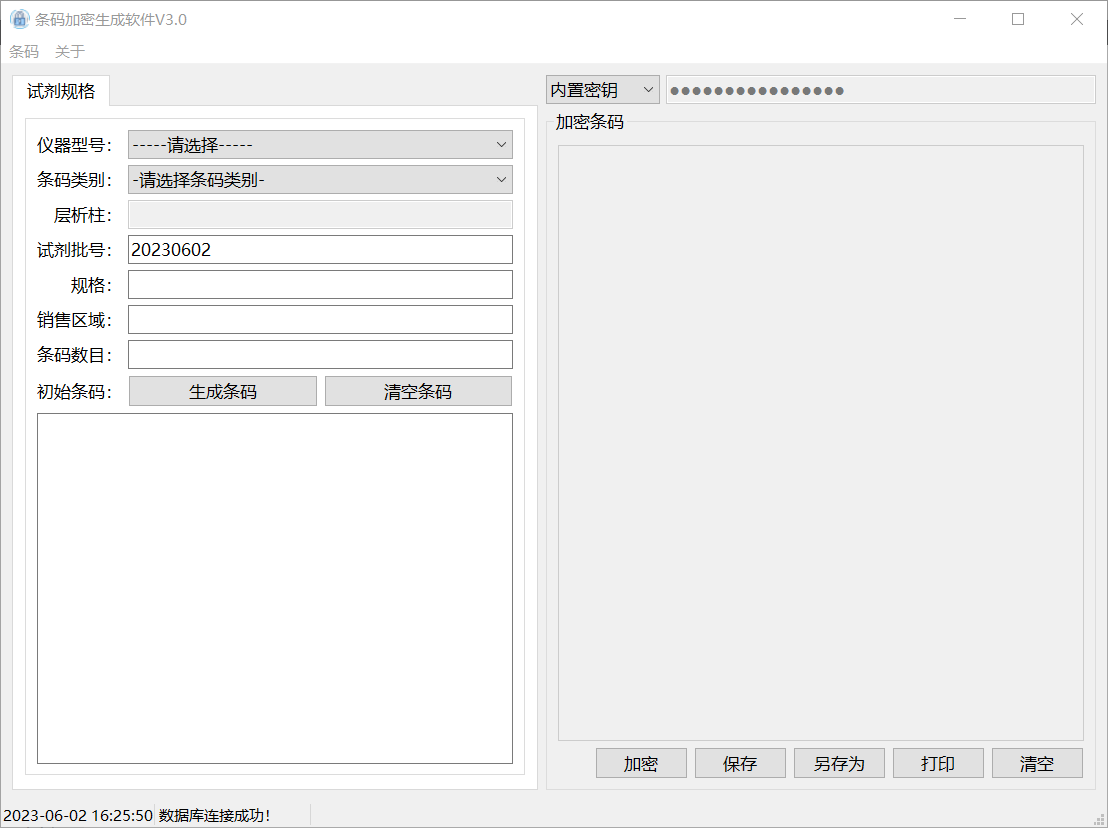 条码加密生成软件V3.0
条码 关于
试剂规格
仪器型号： -----请选择-----
条码类别： -请选择条码类别-
层析柱：
试剂批号： 20230602
规格：
销售区域：
条码数目：
初始条码： 生成条码 清空条码
内置密钥 ●●●●●●●●●●●●●●●●
加密条码
加密 保存 另存为 打印 清空
2023-06-02 16:25:50 数据库连接成功！